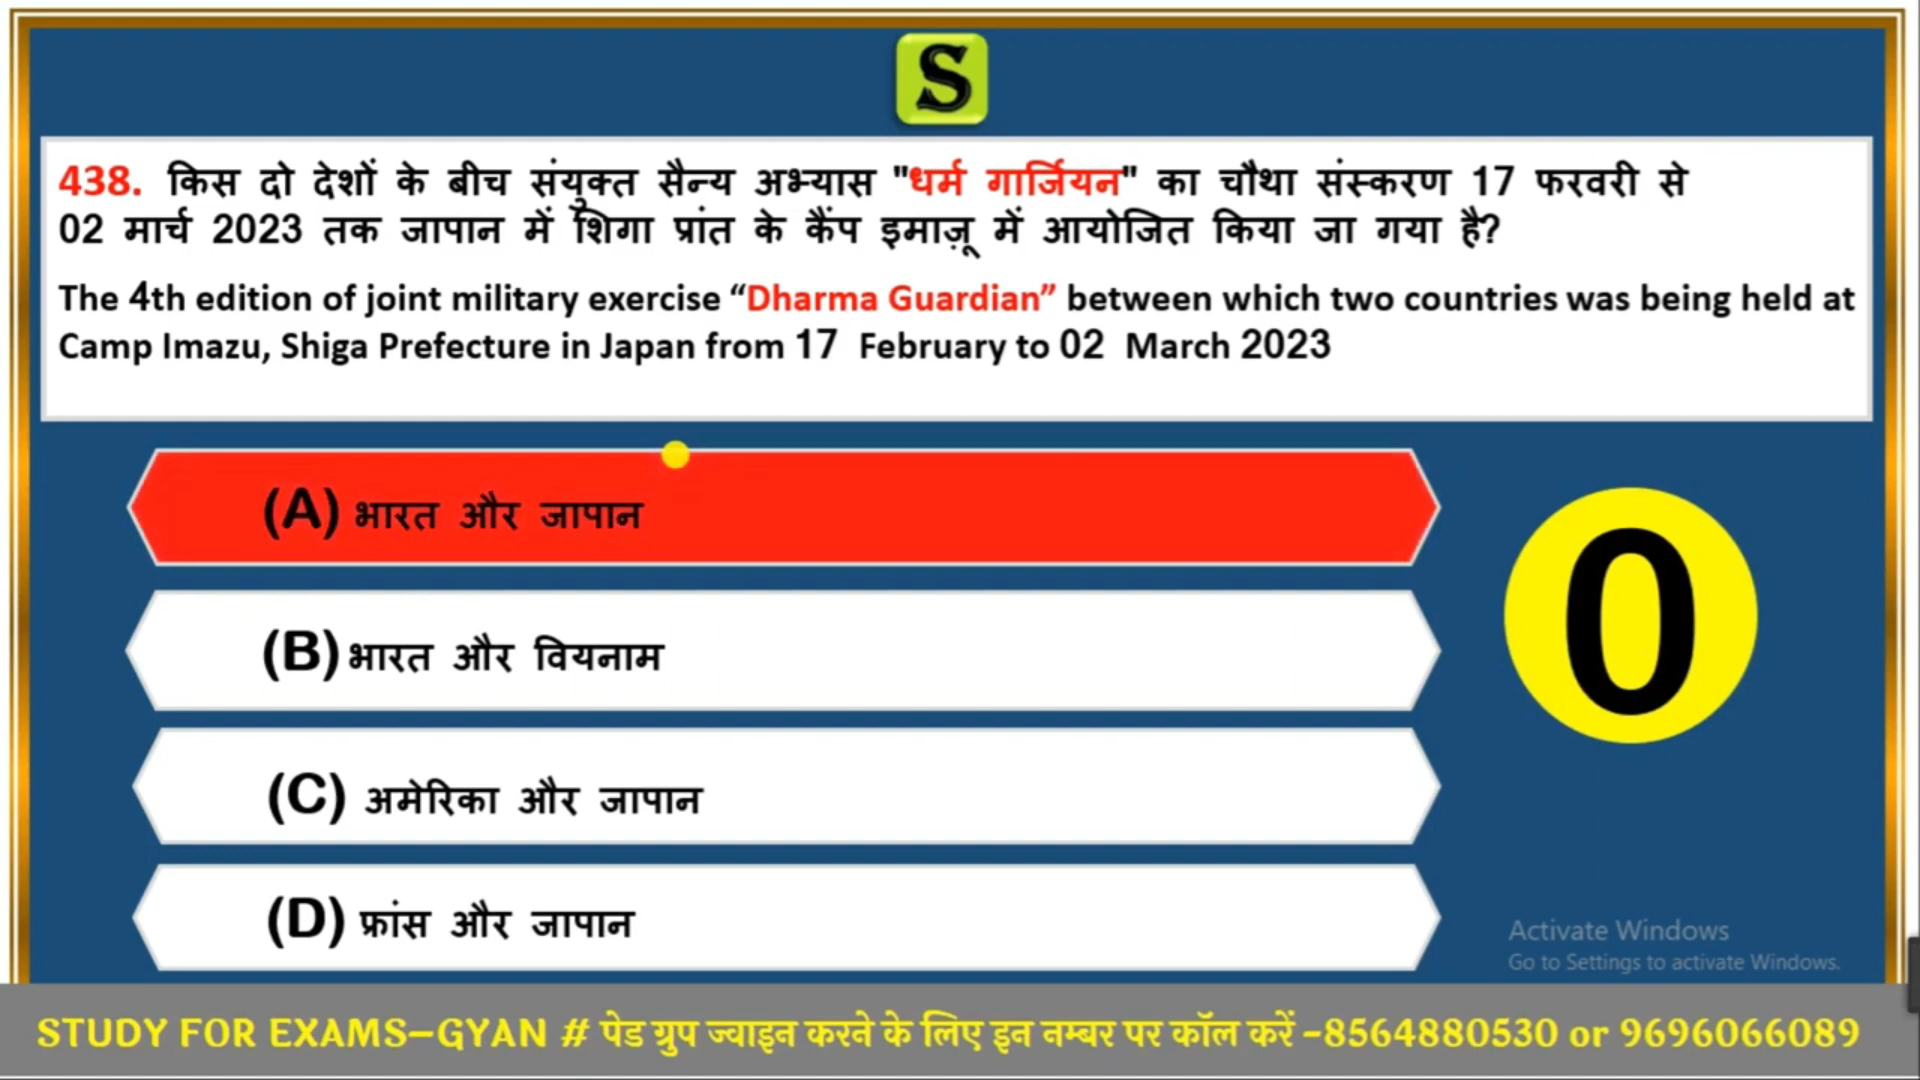 S
438. किस दो देशों के बीच संयुक्त सैन्य अभ्यास "धर्म गार्जियन" का चौथा संस्करण 17 फरवरी से
02 मार्च 2023 तक जापान में शिगा प्रांत के कैंप इमाज़ू में आयोजित किया जा गया है?
The 4th edition of joint military exercise “Dharma Guardian” between which two countries was being held at
Camp Imazu, Shiga Prefecture in Japan from 17 February to 02 March 2023
(A) भारत और जापान
(B) भारत और वियनाम
(C) अमेरिका और जापान
(D) फ्रांस और जापान
0
Activate Windows
Go to Settings to activate Windows.
STUDY FOR EXAMS–GYAN # पेड ग्रुप ज्वाइन करने के लिए इन नम्बर पर कॉल करें –8564880530 or 9696066089